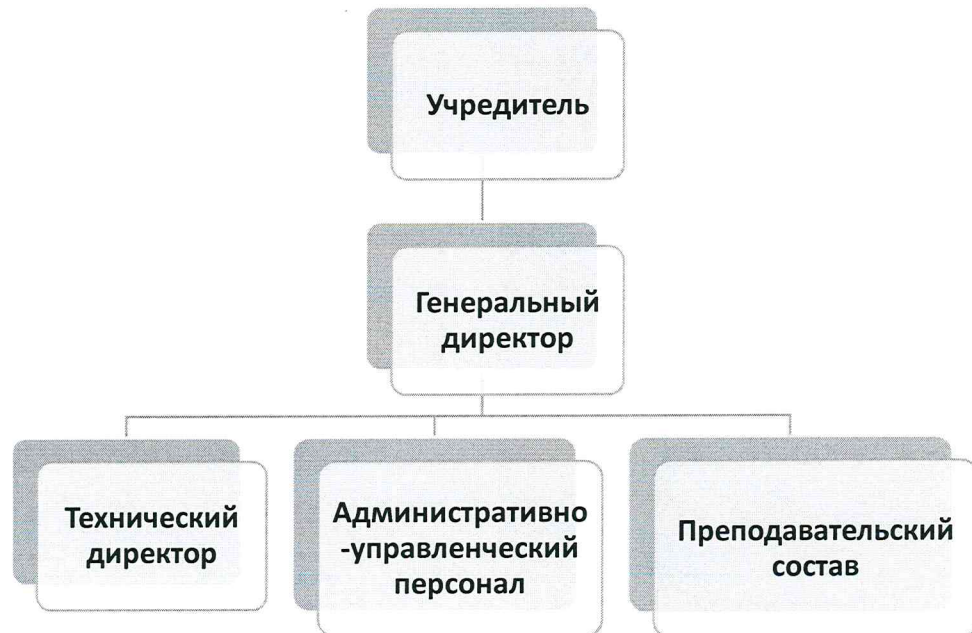 Учредитель
Генеральный
директор
Технический
директор
Административно
-управленческий
персонал
Преподавательский
состав